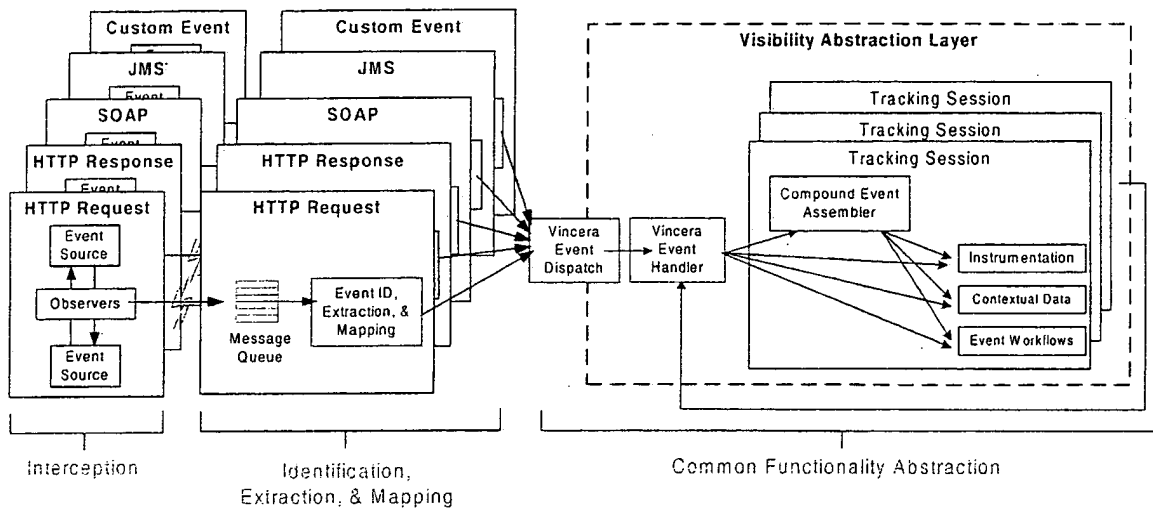 Custom Event
Event
JMS
Event
SOAP
Event
HTTP Response
Event
HTTP Request
Event
Source
Observers
Event
Source
Custom Event
JMS
SOAP
HTTP Response
HTTP Request
Message
Queue
Event ID,
Extraction, &
Mapping
Vincera
Event
Dispatch
Visibility Abstraction Layer
Vincera
Event
Handler
Tracking Session
Tracking Session
Tracking Session
Compound Event
Assembler
Instrumentation
Contextual Data
Event Workflows
Interception
Identification,
Extraction, & Mapping
Common Functionality Abstraction